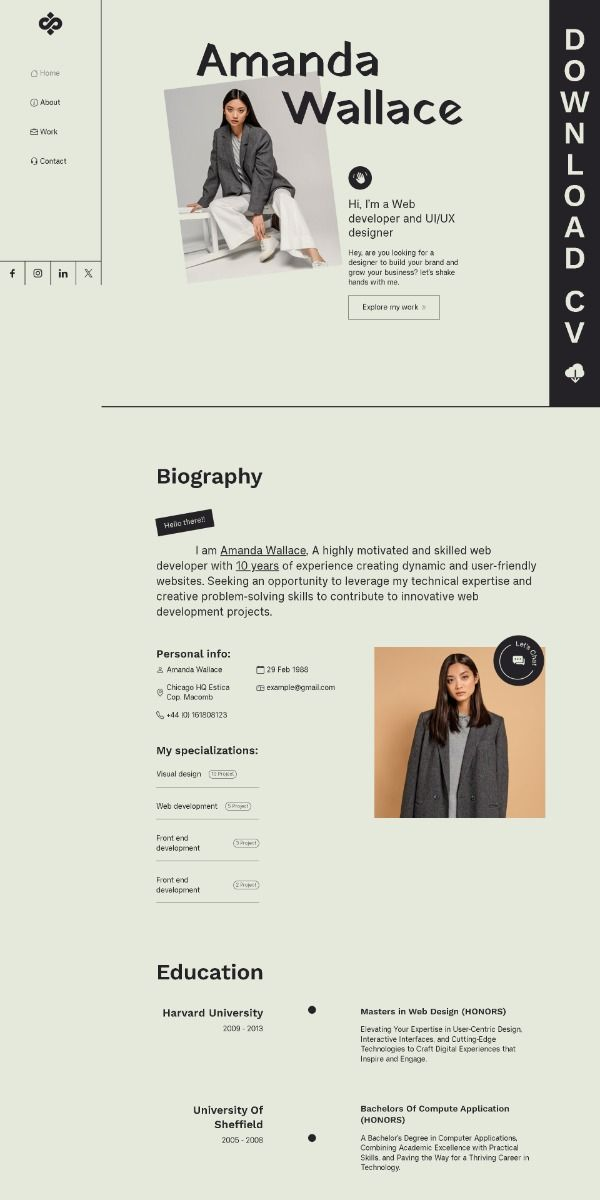 Home
About
Work
Contact
Amanda
Wallace
Hi, I'm a Web
developer and UI/UX
designer
Hey, are you looking for a
designer to build your brand and
grow your business? let's shake
hands with me.
Explore my work »
DOWNLOAD CV
Biography
Hello there!!
I am Amanda Wallace, A highly motivated and skilled web
developer with 10 years of experience creating dynamic and user-friendly
websites. Seeking an opportunity to leverage my technical expertise and
creative problem-solving skills to contribute to innovative web
development projects.
Let's Chat
Personal info:
Amanda Wallace
29 Feb 1988
Chicago HQ Estica
Cop. Macomb
example@gmail.com
+44 (0) 161808123
My specializations:
Visual design
Web development
5 Project
Front end
development
3 Project
Front end
development
2 Project
Education
Harvard University
2009 - 2013
Masters in Web Design (HONORS)
Elevating Your Expertise in User-Centric Design,
Interactive Interfaces, and Cutting-Edge
Technologies to Craft Digital Experiences that
Inspire and Engage.
University Of
Sheffield
2005 - 2008
Bachelors Of Compute Application
(HONORS)
A Bachelor's Degree in Computer Applications,
Combining Academic Excellence with Practical
Skills, and Paving the Way for a Thriving Career in
Technology.